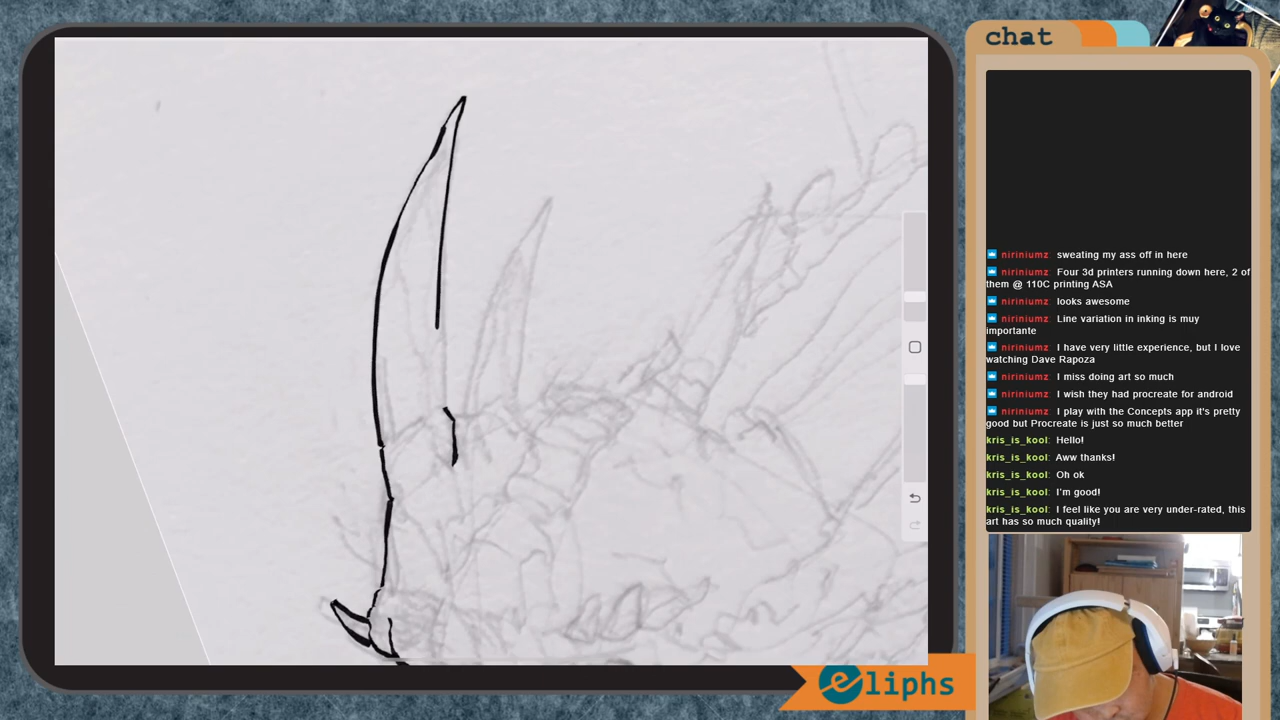 chat
niriniumz sweating my ass off in here
niriniumz Four 3d printers running down here, 2 of
them @ 110C printing ASA
niriniumz looks awesome
niriniumz Line variation in inking is muy
importante
niriniumz I have very little experience, but I love
watching Dave Rapoza
niriniumz I miss doing art so much
niriniumz I wish they had procreate for android
niriniumz I play with the Concepts app it's pretty
good but Procreate is just so much better
kris_is_kool: Hello!
kris_is_kool: Aww thanks!
kris_is_kool: Oh ok
kris_is_kool: I'm good!
kris_is_kool: I feel like you are very under-rated, this
art has so much quality!
eliphs